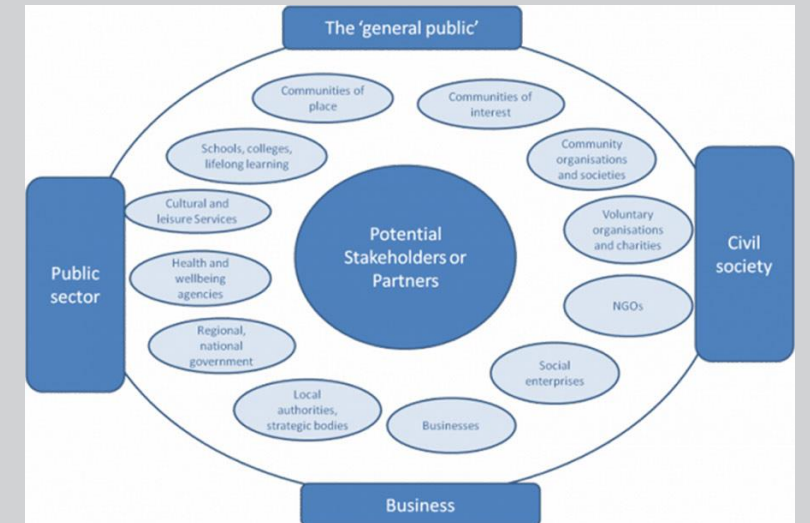 The ‘general public’
Communities of
place
Communities of
interest
Schools, colleges,
lifelong learning
Community
organisations
and societies
Cultural and
leisure Services
Voluntary
organisations
and charities
Potential
Stakeholders or
Partners
Public
sector
Civil
society
Health and
wellbeing
agencies
NGOs
Regional,
national
government
Social
enterprises
Local
authorities,
strategic bodies
Businesses
Business